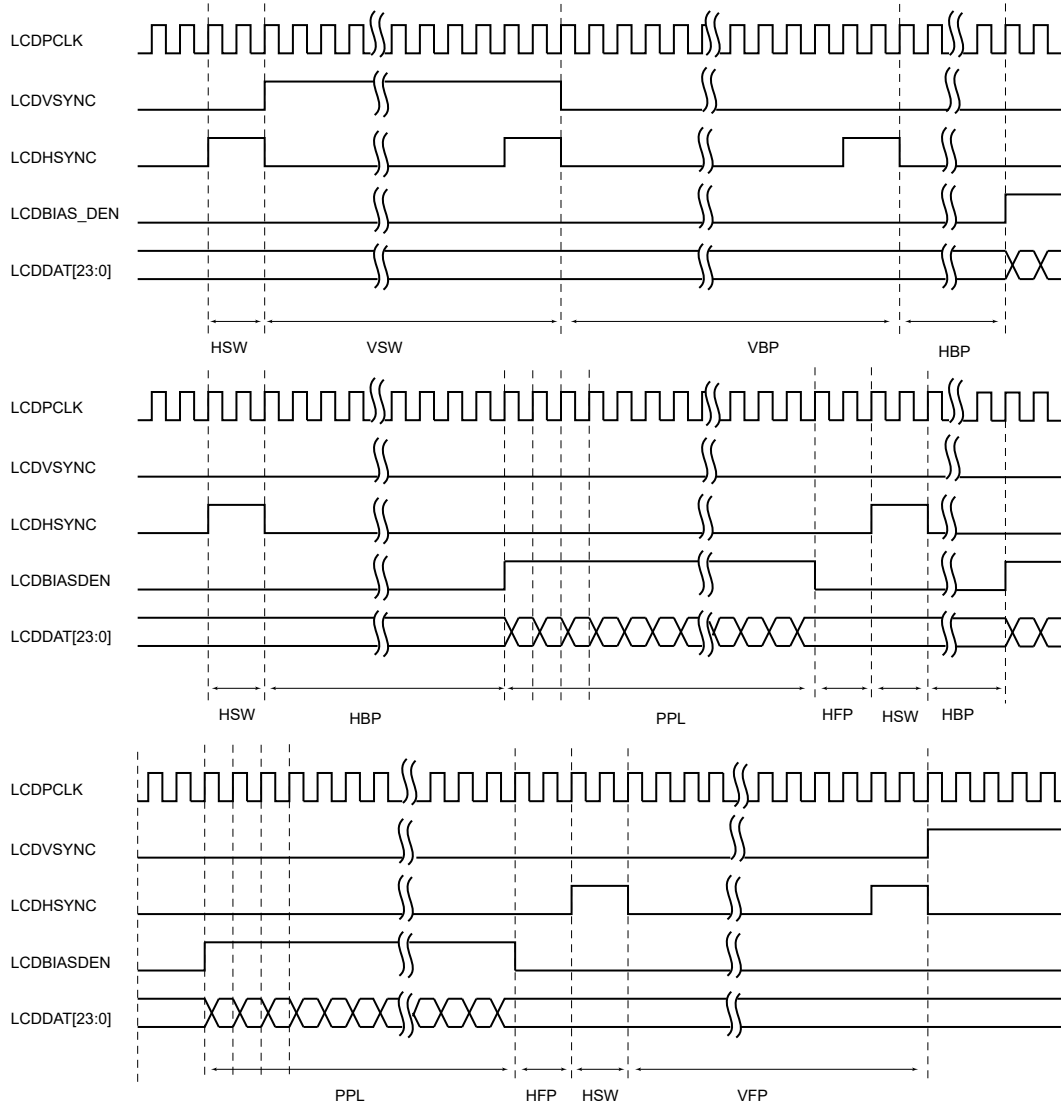 LCDPCLK
LCDVSYNC
LCDHSYNC
LCDBIAS_DEN
LCDDAT[23:0]
HSW VSW VBP HBP
LCDPCLK
LCDVSYNC
LCDHSYNC
LCDBIASDEN
LCDDAT[23:0]
HSW HBP PPL HFP HSW HBP
LCDPCLK
LCDVSYNC
LCDHSYNC
LCDBIASDEN
LCDDAT[23:0]
PPL HFP HSW VFP